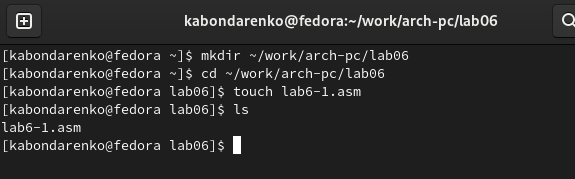 kabondarenko@fedora:~/work/arch-pc/lab06
[kabondarenko@fedora ~]$ mkdir ~/work/arch-pc/lab06
[kabondarenko@fedora ~]$ cd ~/work/arch-pc/lab06
[kabondarenko@fedora lab06]$ touch lab6-1.asm
[kabondarenko@fedora lab06]$ ls
lab6-1.asm
[kabondarenko@fedora lab06]$